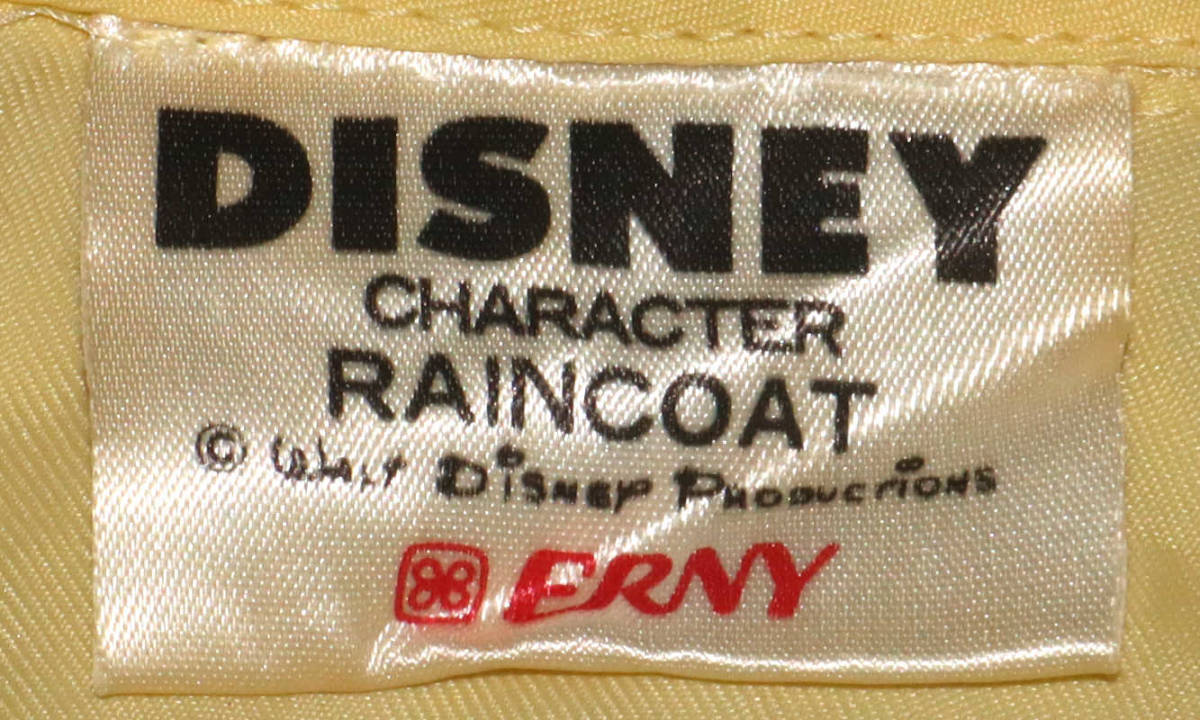 DISNEY
CHARACTER
RAINCOAT
© Walt Disney Productions
ERNY